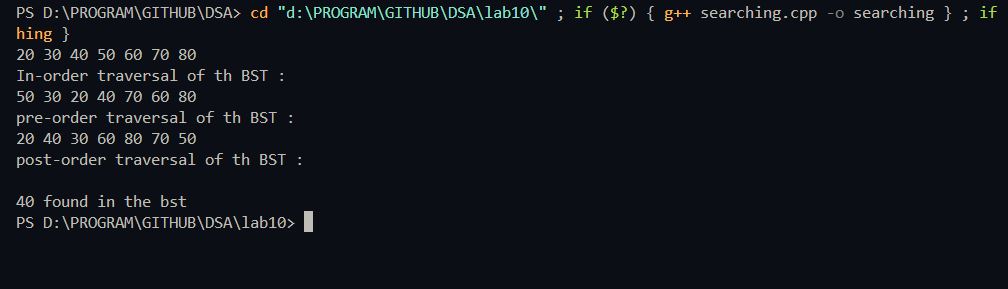 PS D:\PROGRAM\GITHUB\DSA> cd "d:\PROGRAM\GITHUB\DSA\lab10\" ; if ($?) { g++ searching.cpp -o searching } ; if
hing }
20 30 40 50 60 70 80
In-order traversal of th BST :
50 30 20 40 70 60 80
pre-order traversal of th BST :
20 40 30 60 80 70 50
post-order traversal of th BST :
40 found in the bst
PS D:\PROGRAM\GITHUB\DSA\lab10>